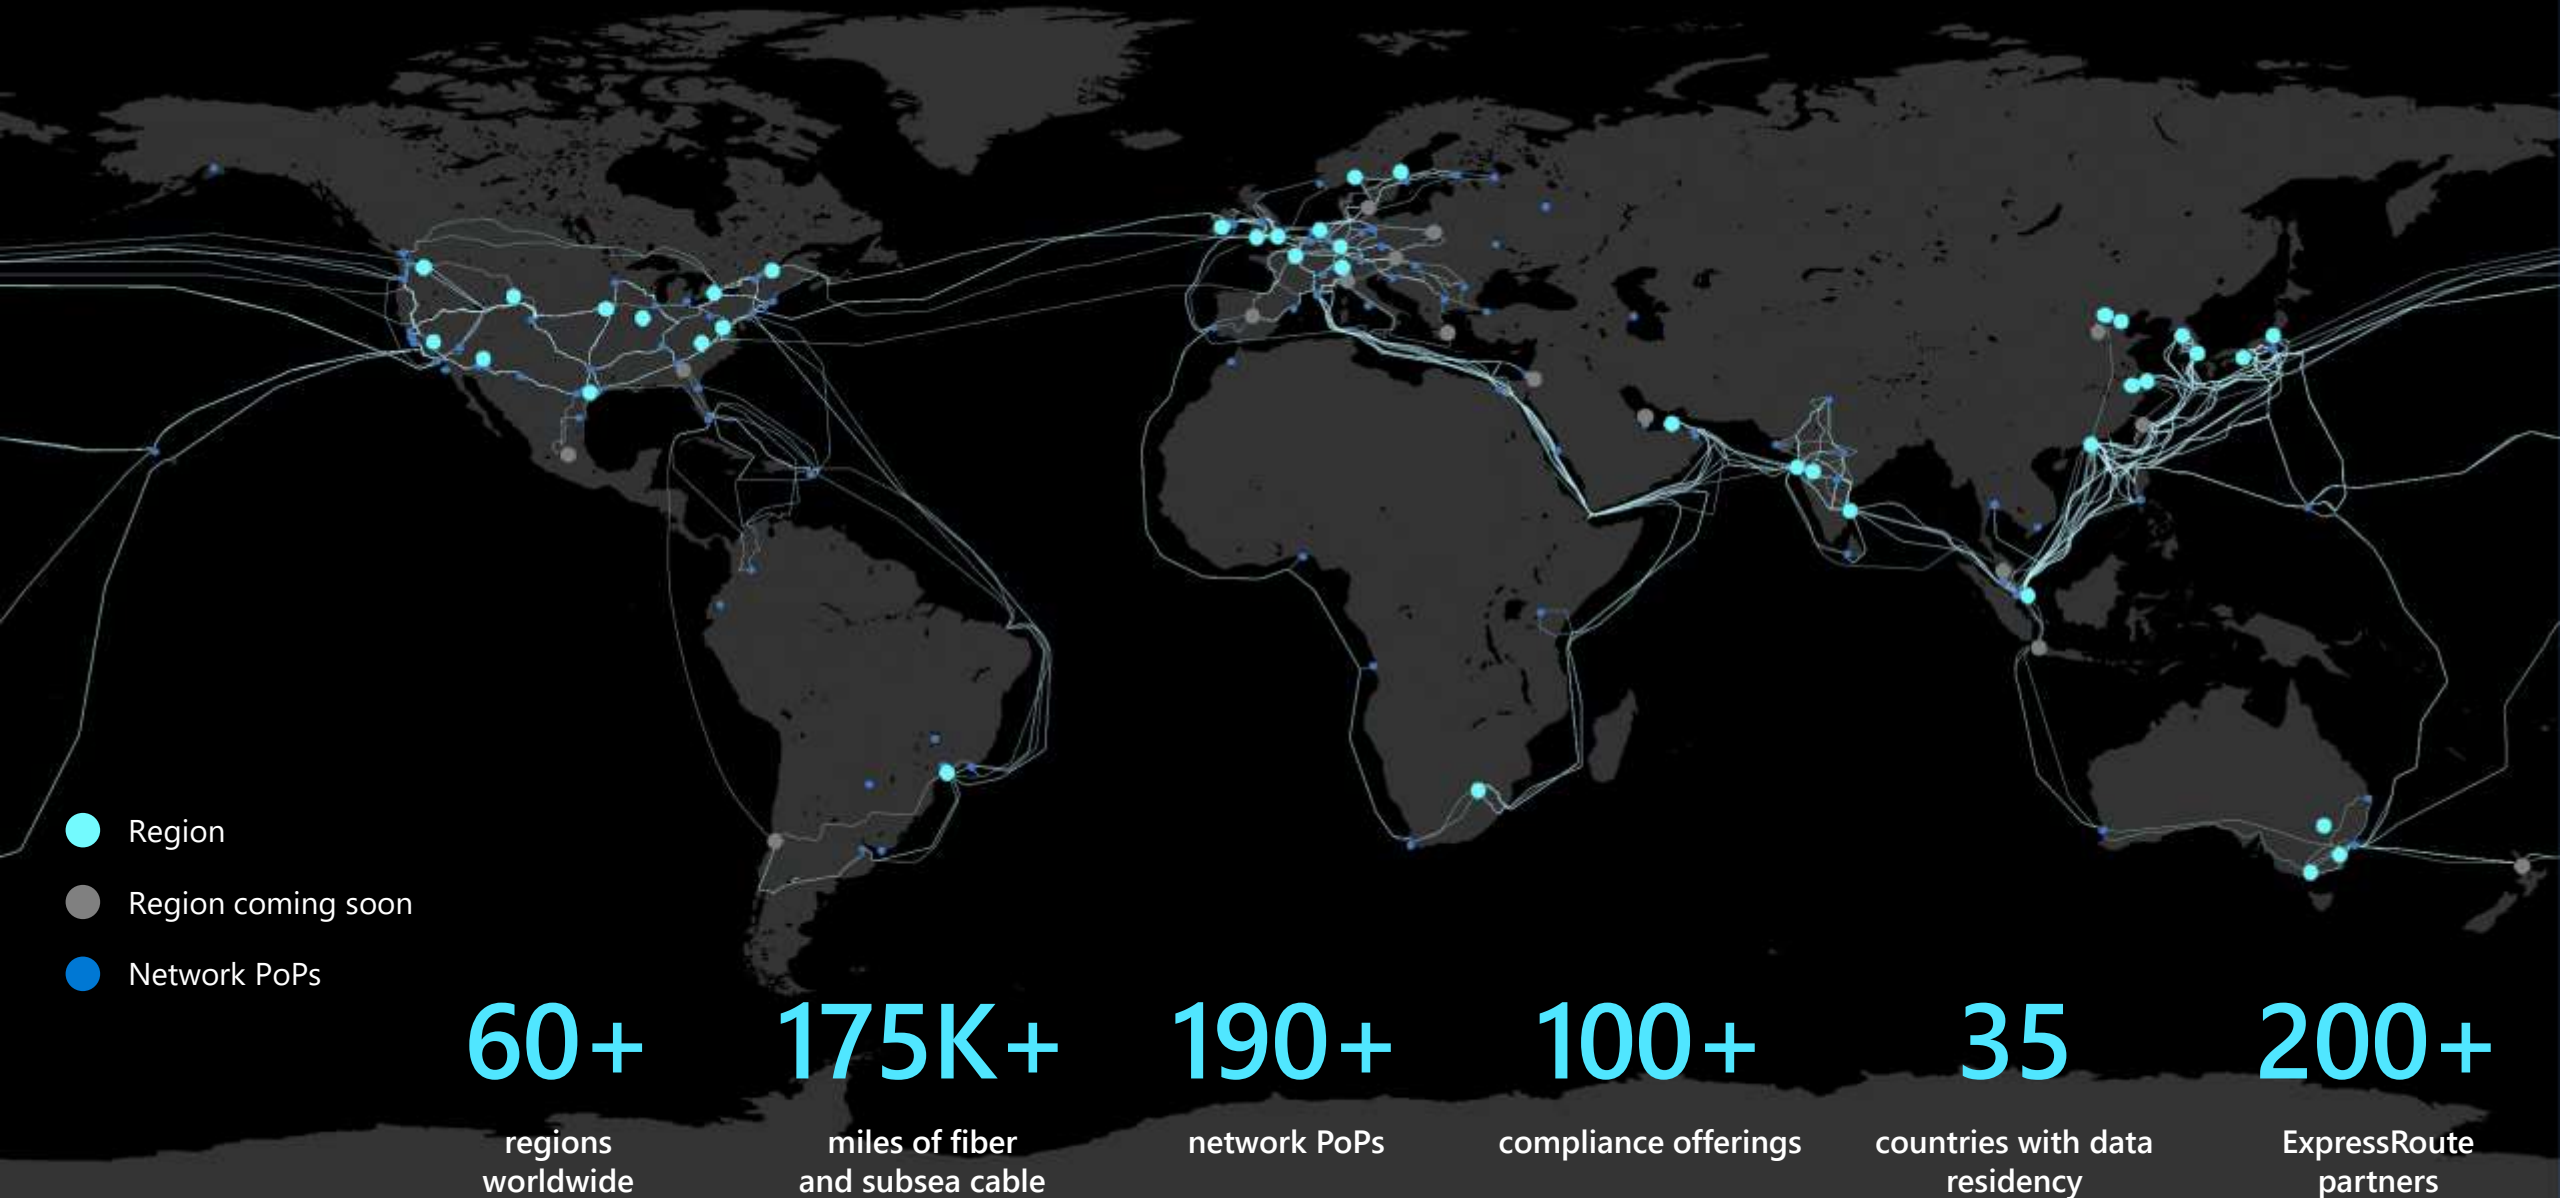 Region
Region coming soon
Network PoPs
60+
regions
worldwide
175K+
miles of fiber
and subsea cable
190+
network PoPs
100+
compliance offerings
35
countries with data
residency
200+
ExpressRoute
partners